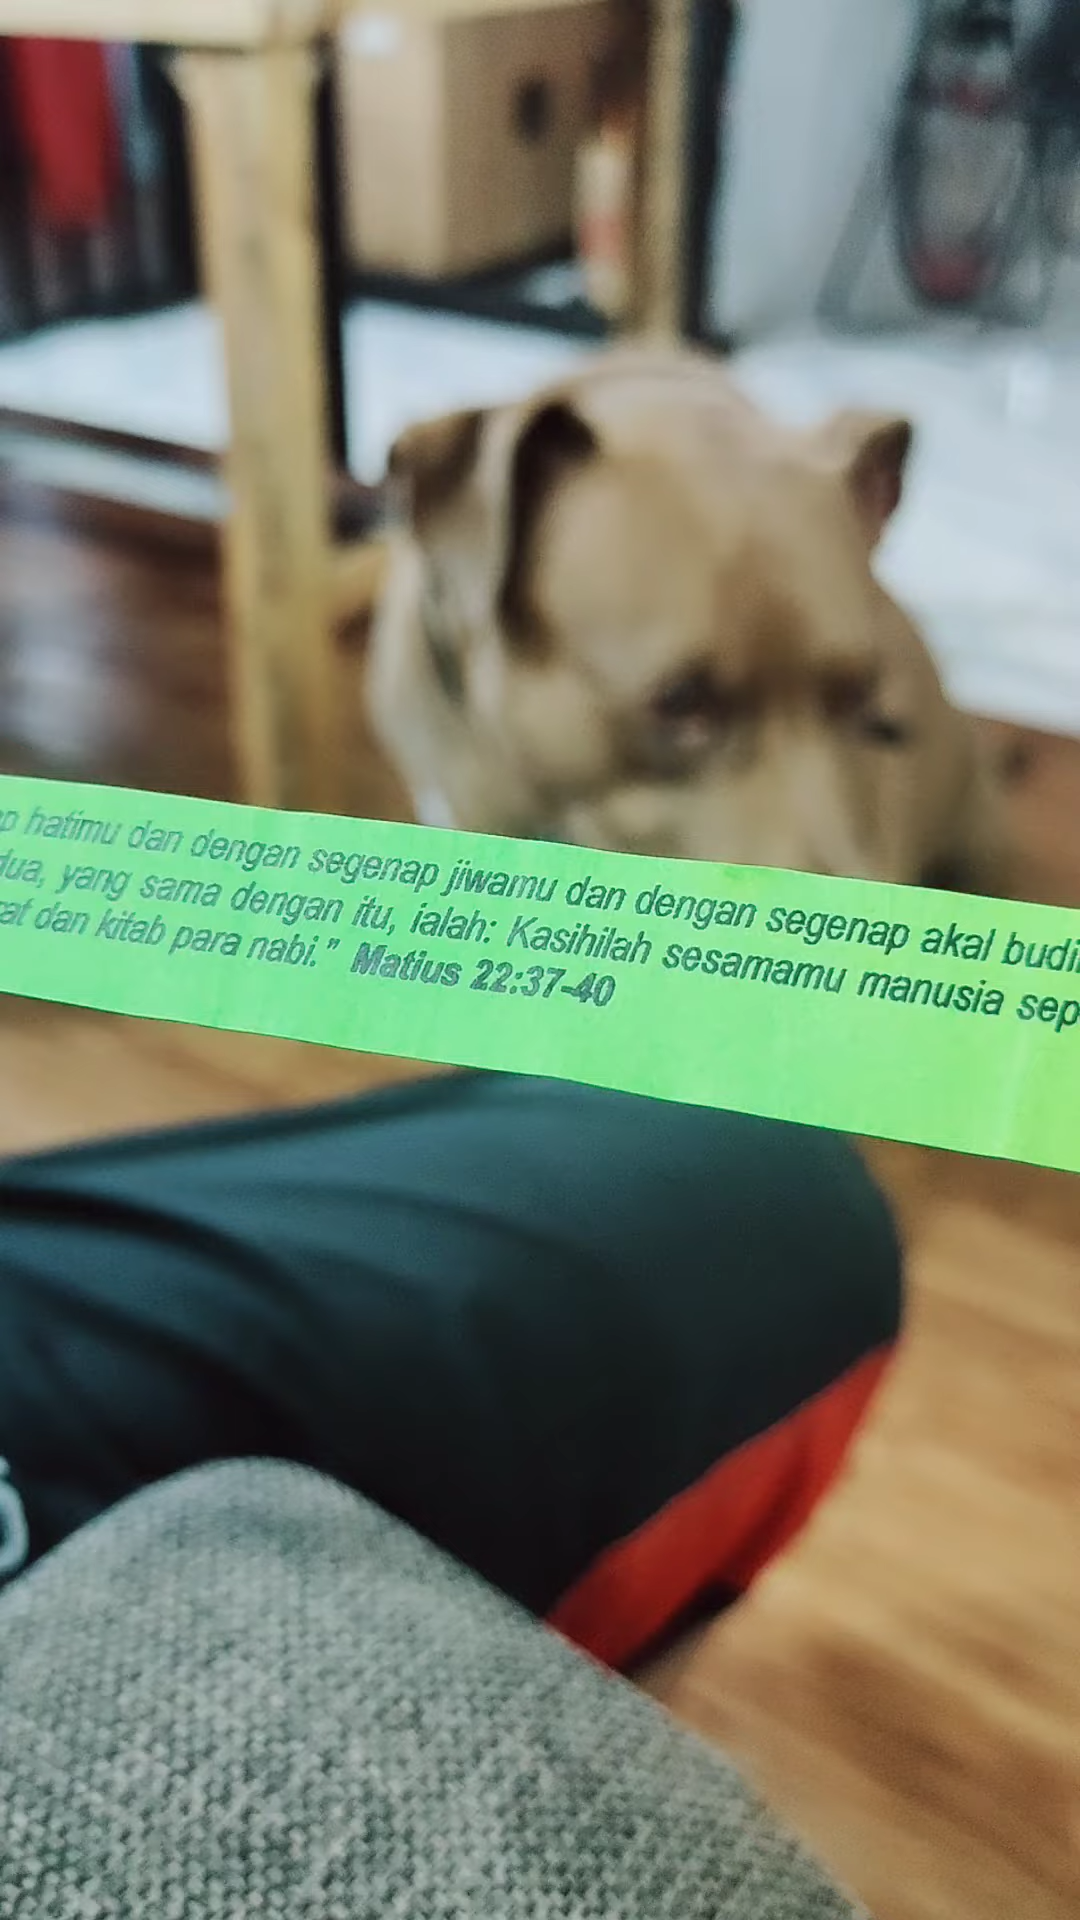 hatimu dan dengan segenap jiwamu dan dengan segenap akal budi
dua, yang sama dengan itu, ialah: Kasihilah sesamamu manusia sep
rat dan kitab para nabi.” Matius 22:37-40